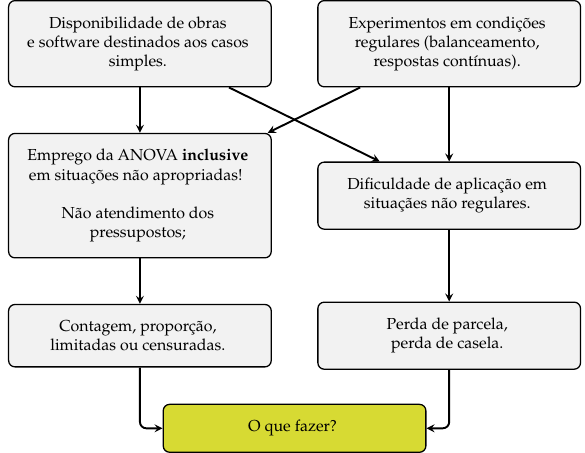 Disponibilidade de obras
e software destinados aos casos
simples.
Experimentos em condições
regulares (balanceamento,
respostas contínuas).
Emprego da ANOVA inclusive
em situações não apropriadas!
Não atendimento dos
pressupostos;
Dificuldade de aplicação em
situações não regulares.
Contagem, proporção,
limitadas ou censuradas.
Perda de parcela,
perda de casela.
O que fazer?